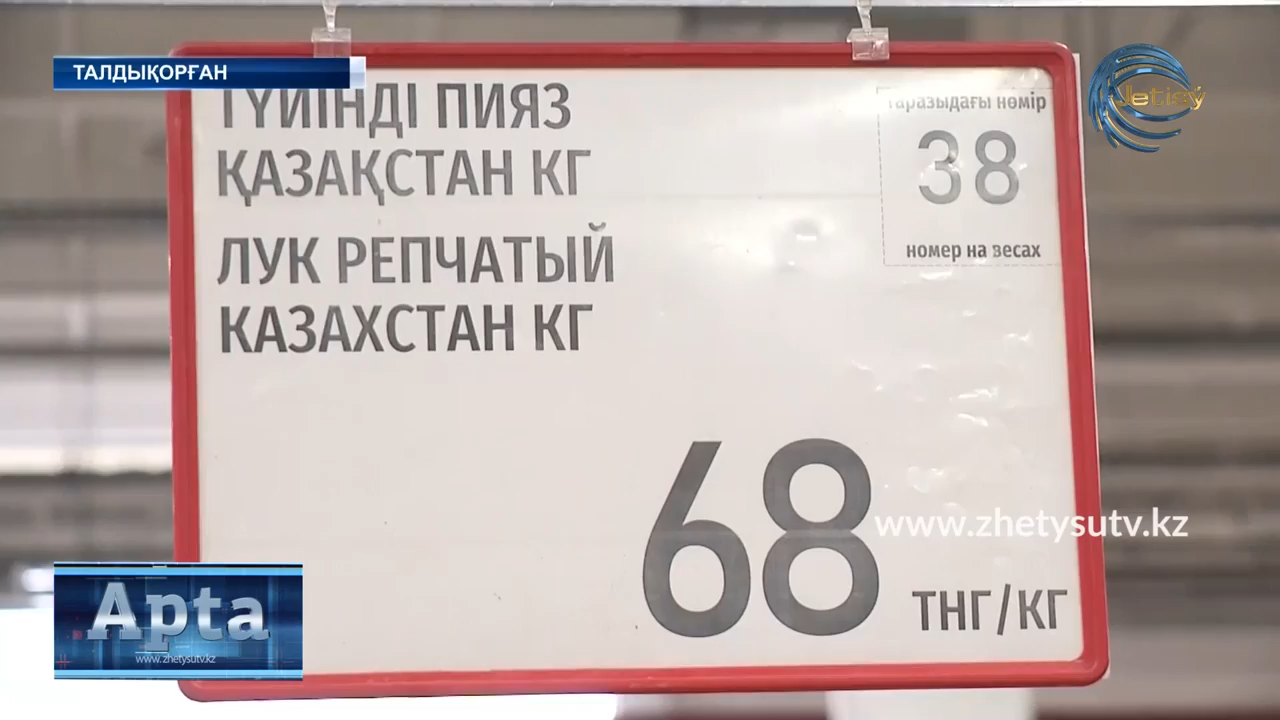 ТАЛДЫҚОРҒАН
Jetisý
ТҮЙІНДІ ПИЯЗ
ҚАЗАҚСТАН КГ
ЛУК РЕПЧАТЫЙ
КАЗАХСТАН КГ
Таразыдағы нөмір
38
номер на весах
68 ТНГ/КГ
www.zhetysutv.kz
Apta
www.zhetysutv.kz